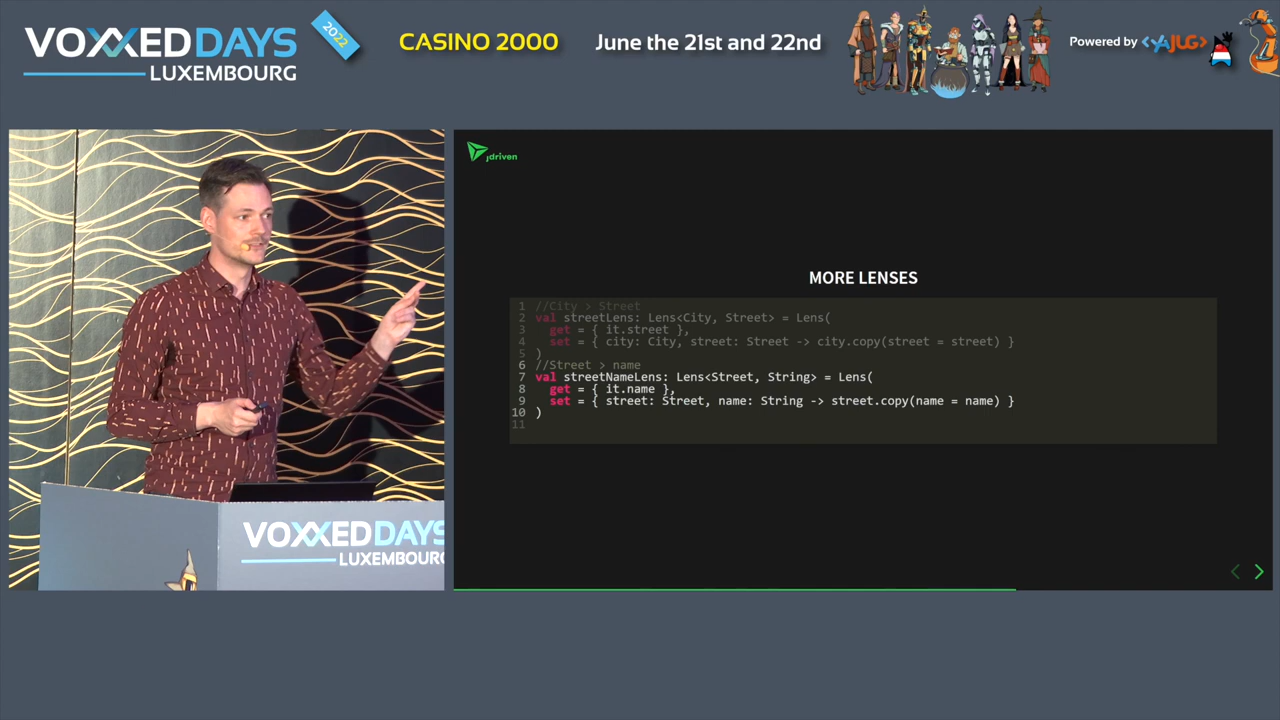 VOXXED DAYS
LUXEMBOURG
2022
CASINO 2000
June the 21st and 22nd
Powered by <YAJUG>
jdriven
MORE LENSES
1 //City > Street
2 val streetLens: Lens<City, Street> = Lens(
3 get = { it.street },
4 set = { city: City, street: Street -> city.copy(street = street) }
5 )
6 //Street > name
7 val streetNameLens: Lens<Street, String> = Lens(
8 get = { it.name },
9 set = { street: Street, name: String -> street.copy(name = name) }
10 )
11
VOXXED DAYS
LUXEMBOURG